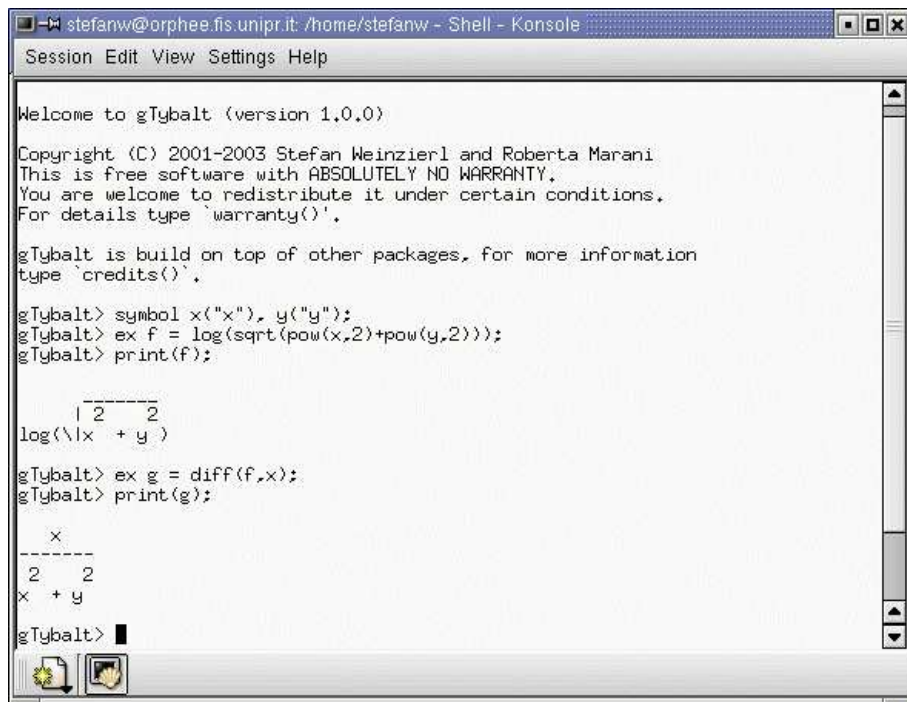 stefanw@orphee.fis.unipr.it: /home/stefanw - Shell - Konsole
Session Edit View Settings Help
Welcome to gTybalt (version 1.0.0)
Copyright (C) 2001-2003 Stefan Weinzierl and Roberta Marani
This is free software with ABSOLUTELY NO WARRANTY.
You are welcome to redistribute it under certain conditions.
For details type `warranty()'.
gTybalt is build on top of other packages, for more information
type `credits()`.
gTybalt> symbol x("x"), y("y");
gTybalt> ex f = log(sqrt(pow(x,2)+pow(y,2)));
gTybalt> print(f);
       _______
      | 2    2
log(\|x  + y )
gTybalt> ex g = diff(f,x);
gTybalt> print(g);
   x
-------
 2    2
x  + y
gTybalt>